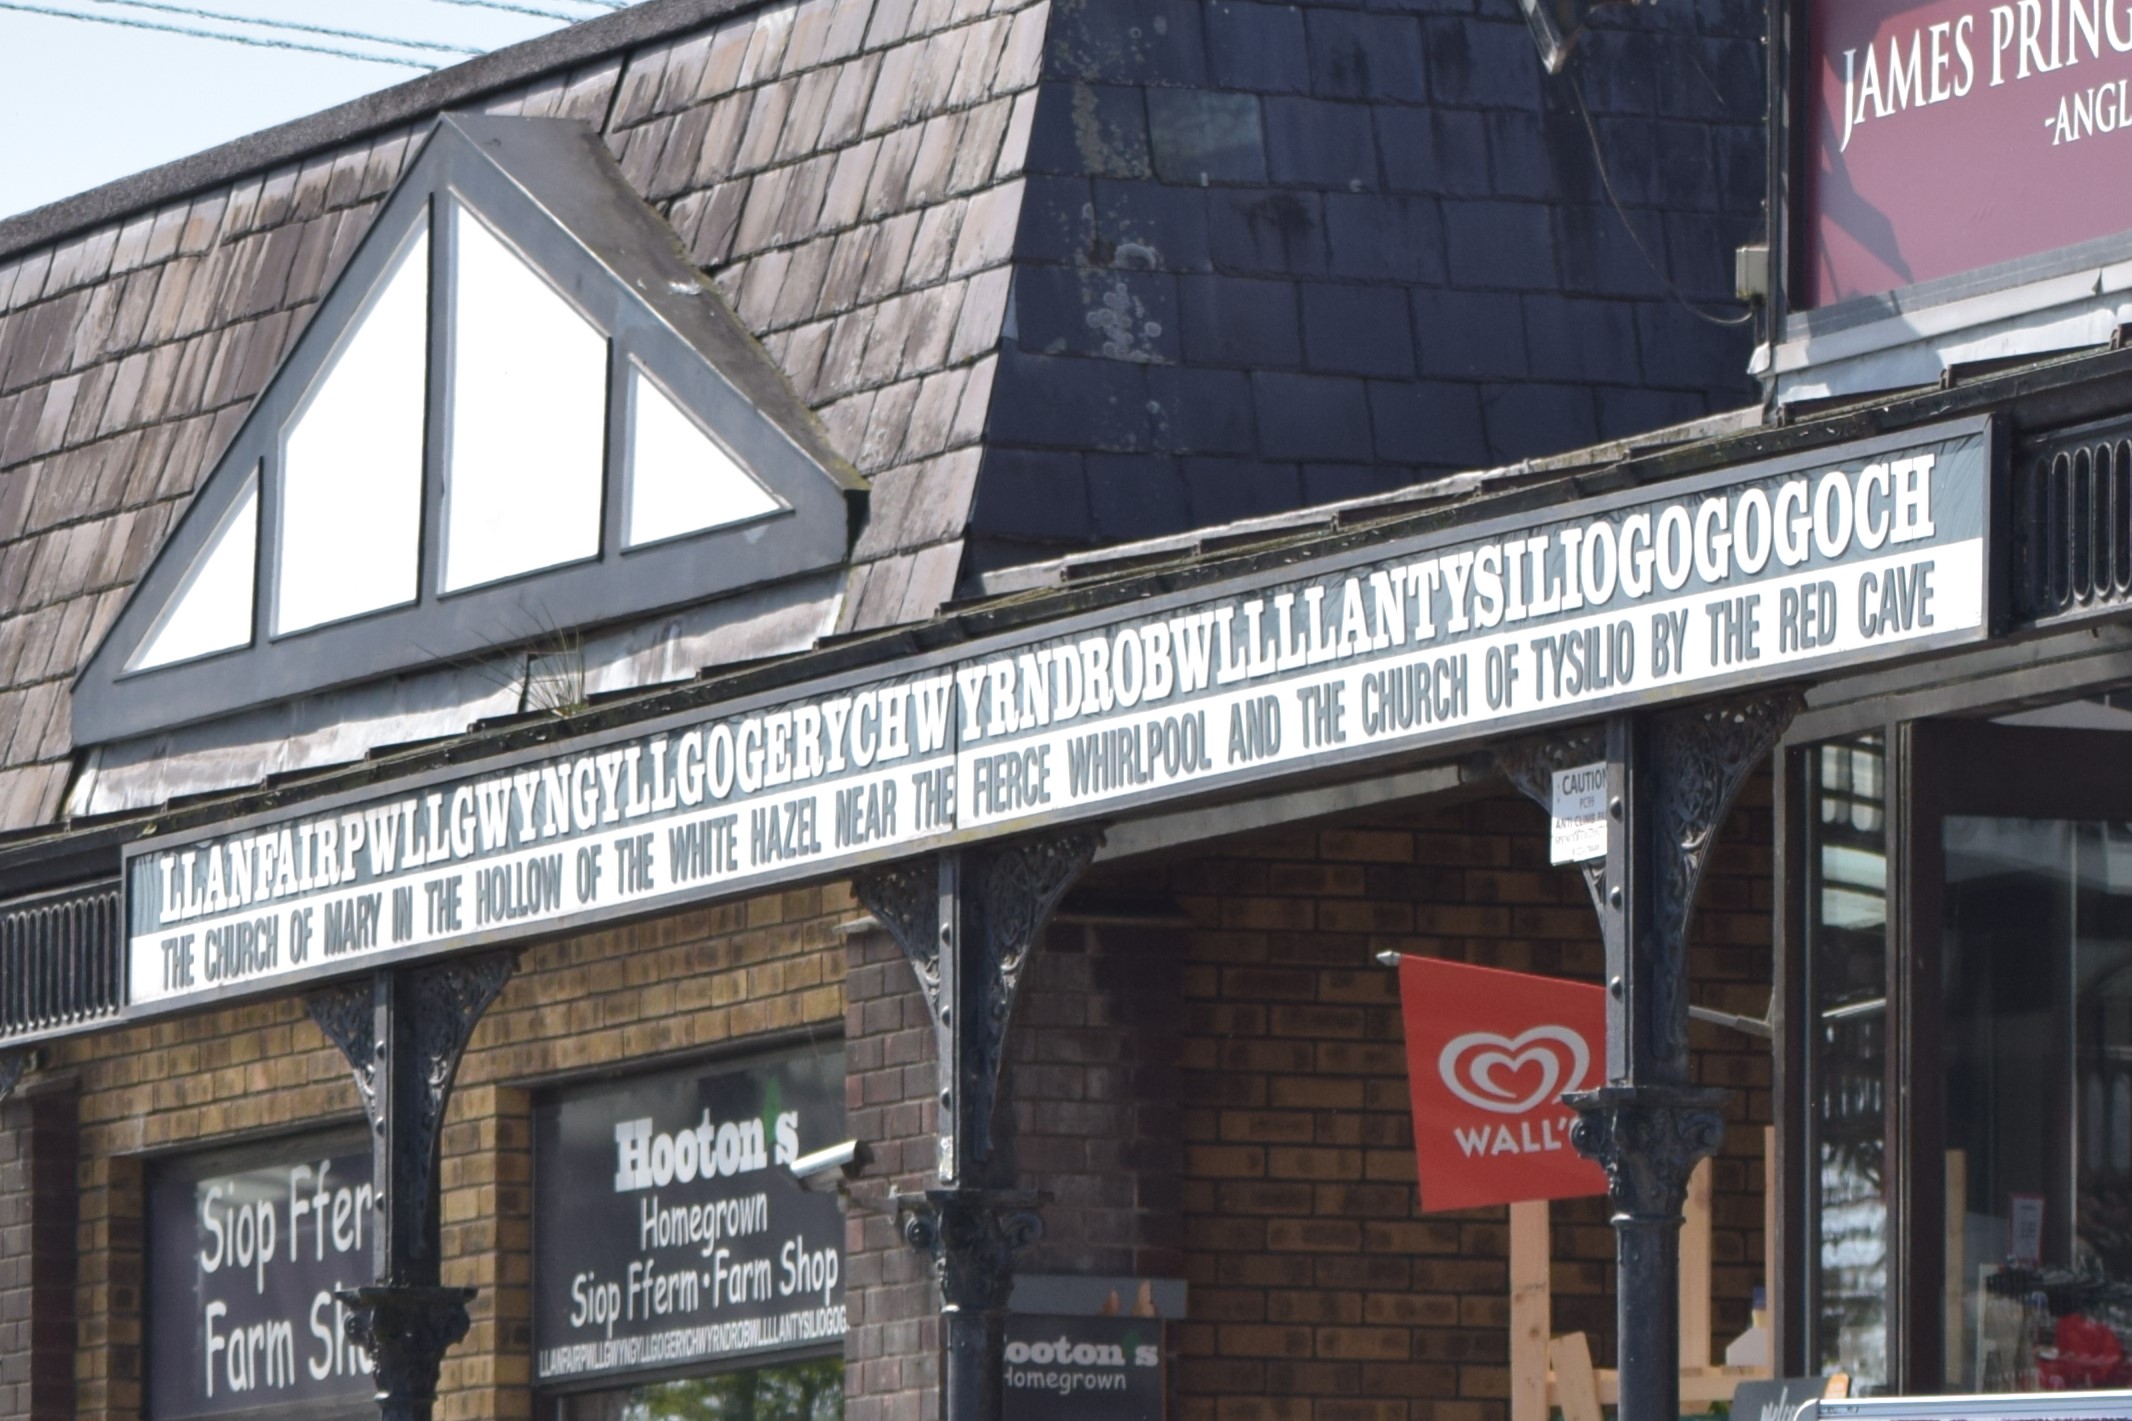 JAMES
-ANGL
LLANFAIRPWLLGWYNGYLLGOGERYCHWYRNDROBWLLLLANTYSILIOGOGOGOCH
THE CHURCH OF MARY IN THE HOLLOW OF THE WHITE HAZEL NEAR THE FIERCE WHIRLPOOL AND THE CHURCH OF TYSILIO BY THE RED CAVE
CAUTION
WALL'
Siop Ffer
Farm Sh
Hooton's
Homegrown
Siop Fferm • Farm Shop
LLANFAIRPWLLGWYNGYLLGOGERYCHWYRNDROBWLLLLANTYSILIOGOG
ooton's
Homegrown